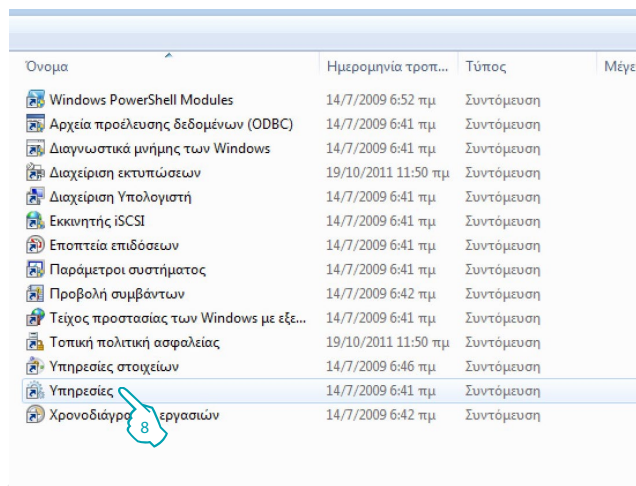 Όνομα Ημερομηνία τροπ... Τύπος Μέγε
Windows PowerShell Modules 14/7/2009 6:52 πμ Συντόμευση
Αρχεία προέλευσης δεδομένων (ODBC) 14/7/2009 6:41 πμ Συντόμευση
Διαγνωστικά μνήμης των Windows 14/7/2009 6:41 πμ Συντόμευση
Διαχείριση εκτυπώσεων 19/10/2011 11:50 πμ Συντόμευση
Διαχείριση Υπολογιστή 14/7/2009 6:41 πμ Συντόμευση
Εκκινητής iSCSI 14/7/2009 6:41 πμ Συντόμευση
Εποπτεία επιδόσεων 14/7/2009 6:41 πμ Συντόμευση
Παράμετροι συστήματος 14/7/2009 6:41 πμ Συντόμευση
Προβολή συμβάντων 14/7/2009 6:42 πμ Συντόμευση
Τείχος προστασίας των Windows με εξε... 14/7/2009 6:41 πμ Συντόμευση
Τοπική πολιτική ασφαλείας 19/10/2011 11:50 πμ Συντόμευση
Υπηρεσίες στοιχείων 14/7/2009 6:46 πμ Συντόμευση
Υπηρεσίες 14/7/2009 6:41 πμ Συντόμευση
εργασιών 14/7/2009 6:42 πμ Συντόμευση
8